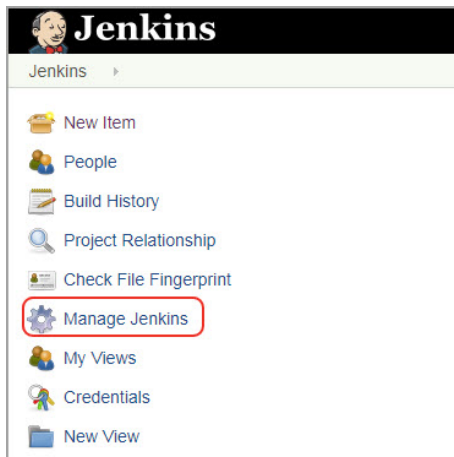 Jenkins
Jenkins
New Item
People
Build History
Project Relationship
Check File Fingerprint
Manage Jenkins
My Views
Credentials
New View